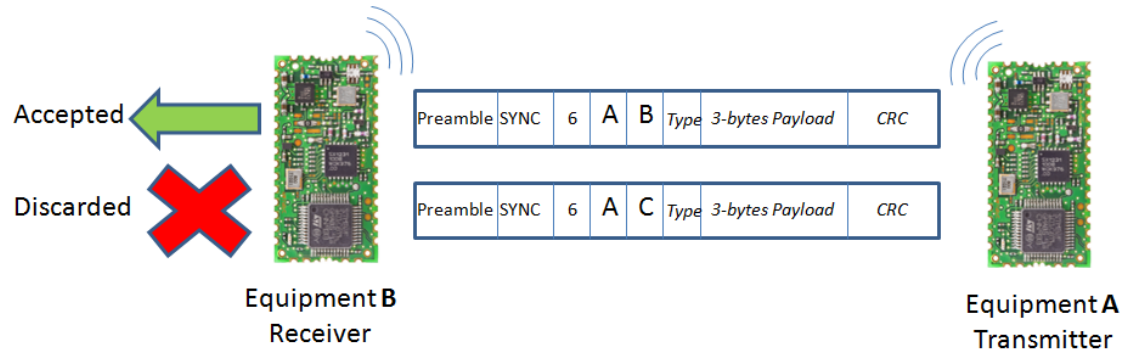 Accepted
Preamble SYNC 6 A B Type 3-bytes Payload CRC
Discarded
Preamble SYNC 6 A C Type 3-bytes Payload CRC
Equipment B
Receiver
Equipment A
Transmitter